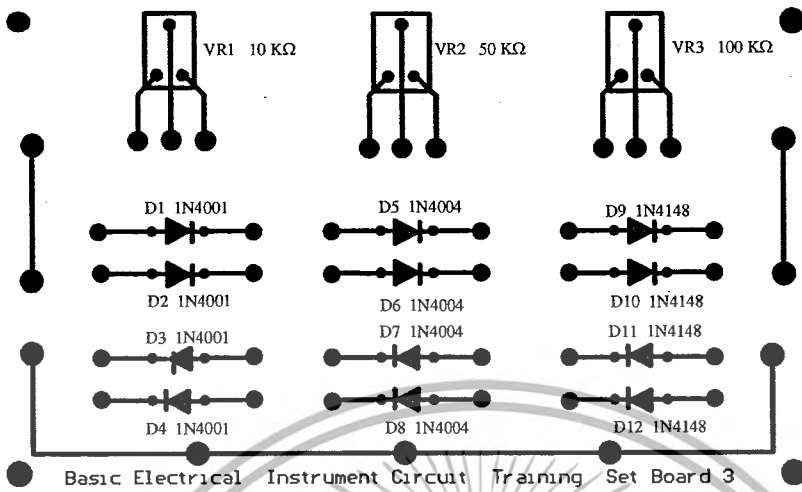 VR1 10 KΩ
VR2 50 KΩ
VR3 100 KΩ
D1 1N4001
D5 1N4004
D9 1N4148
D2 1N4001
D6 1N4004
D10 1N4148
D3 1N4001
D7 1N4004
D11 1N4148
D4 1N4001
D8 1N4004
D12 1N4148
Basic Electrical Instrument Circuit Training Set Board 3